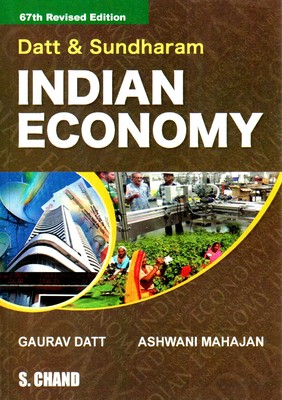 67th Revised Edition
Datt & Sundharam
INDIAN
ECONOMY
GAURAV DATT ASHWANI MAHAJAN
S. CHAND